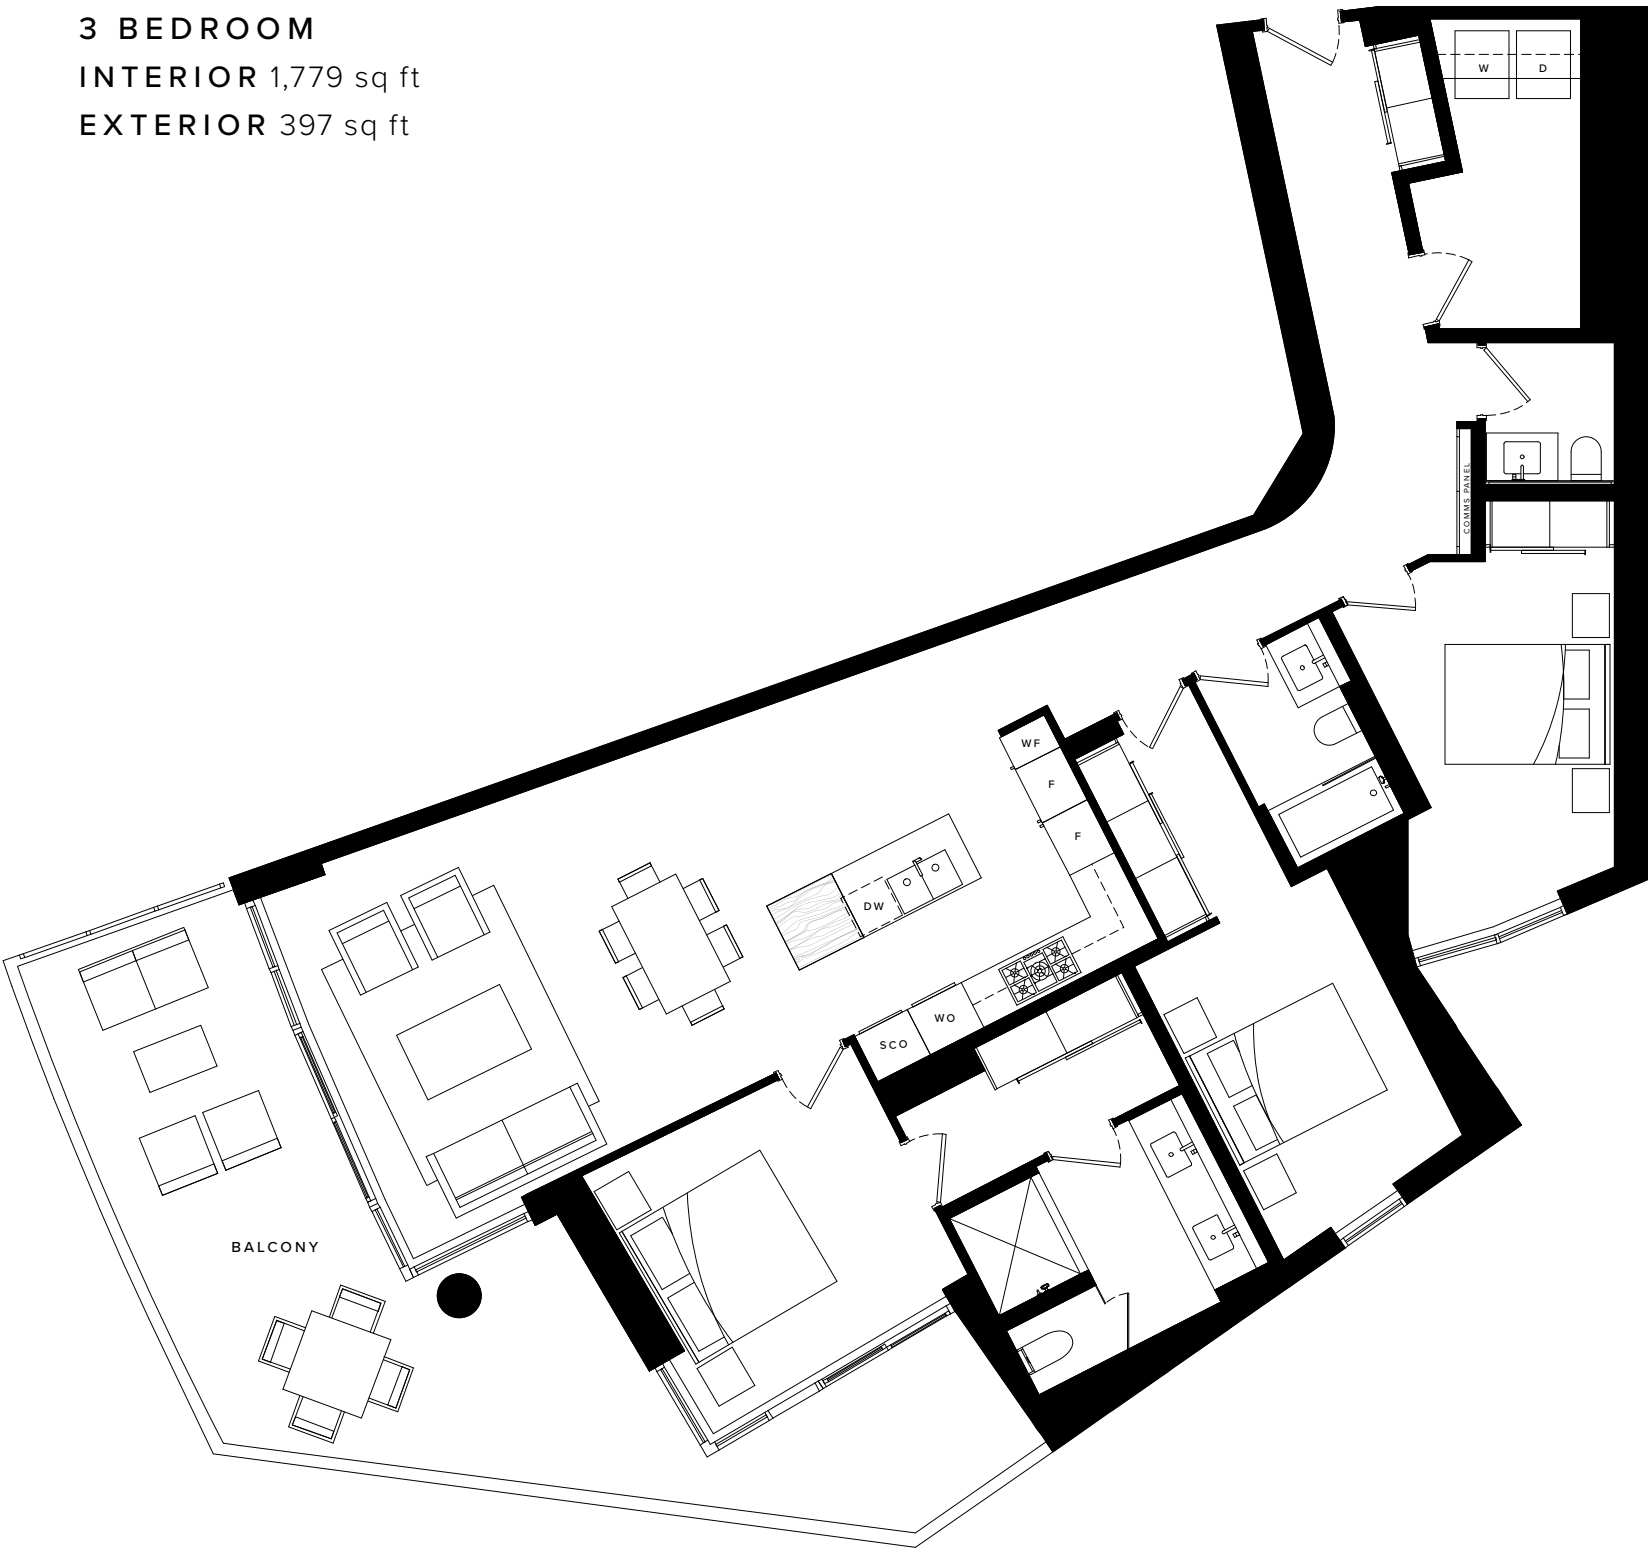 3 BEDROOM
INTERIOR 1,779 sq ft
EXTERIOR 397 sq ft
W
D
COMMS PANEL
WF
F
F
DW
WO
SCO
BALCONY